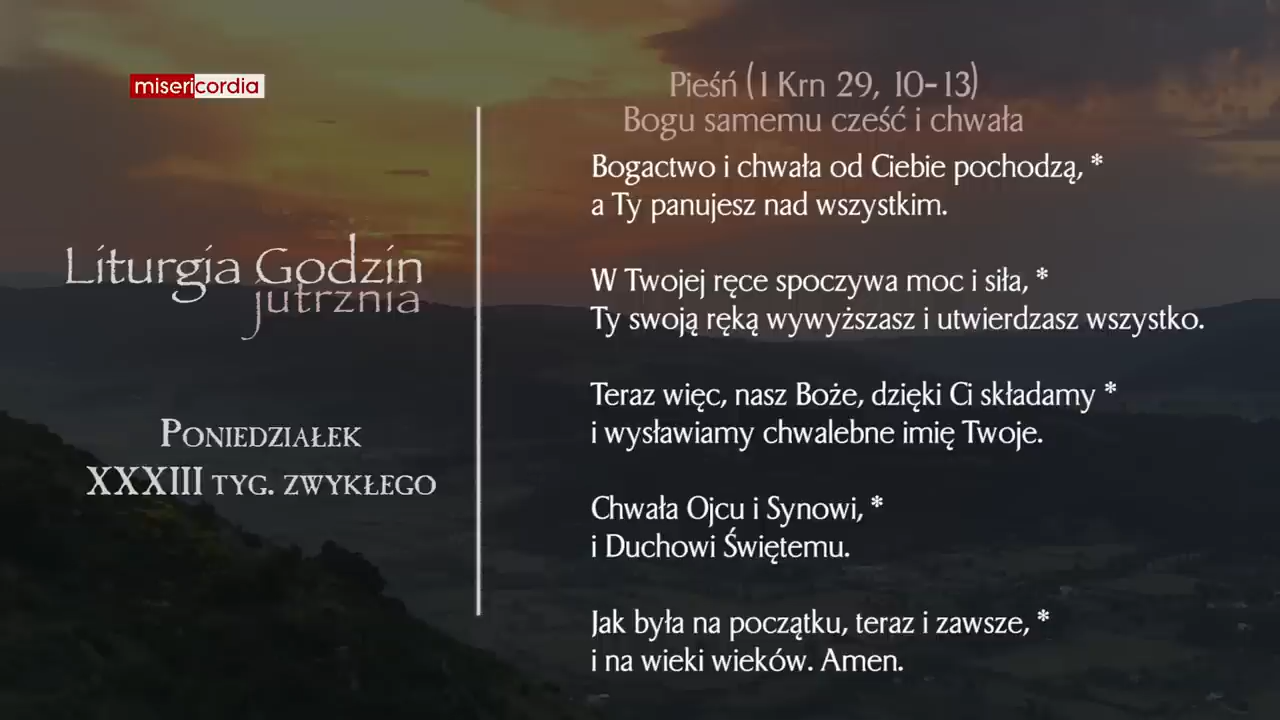 misericordia
Liturgia Godzin
jutrznia
Poniedziałek
XXXIII tyg. zwykłego
Pieśń (1 Krn 29, 10-13)
Bogu samemu cześć i chwała
Bogactwo i chwała od Ciebie pochodzą, *
a Ty panujesz nad wszystkim.
W Twojej ręce spoczywa moc i siła, *
Ty swoją ręką wywyższasz i utwierdzasz wszystko.
Teraz więc, nasz Boże, dzięki Ci składamy *
i wysławiamy chwalebne imię Twoje.
Chwała Ojcu i Synowi, *
i Duchowi Świętemu.
Jak była na początku, teraz i zawsze, *
i na wieki wieków. Amen.